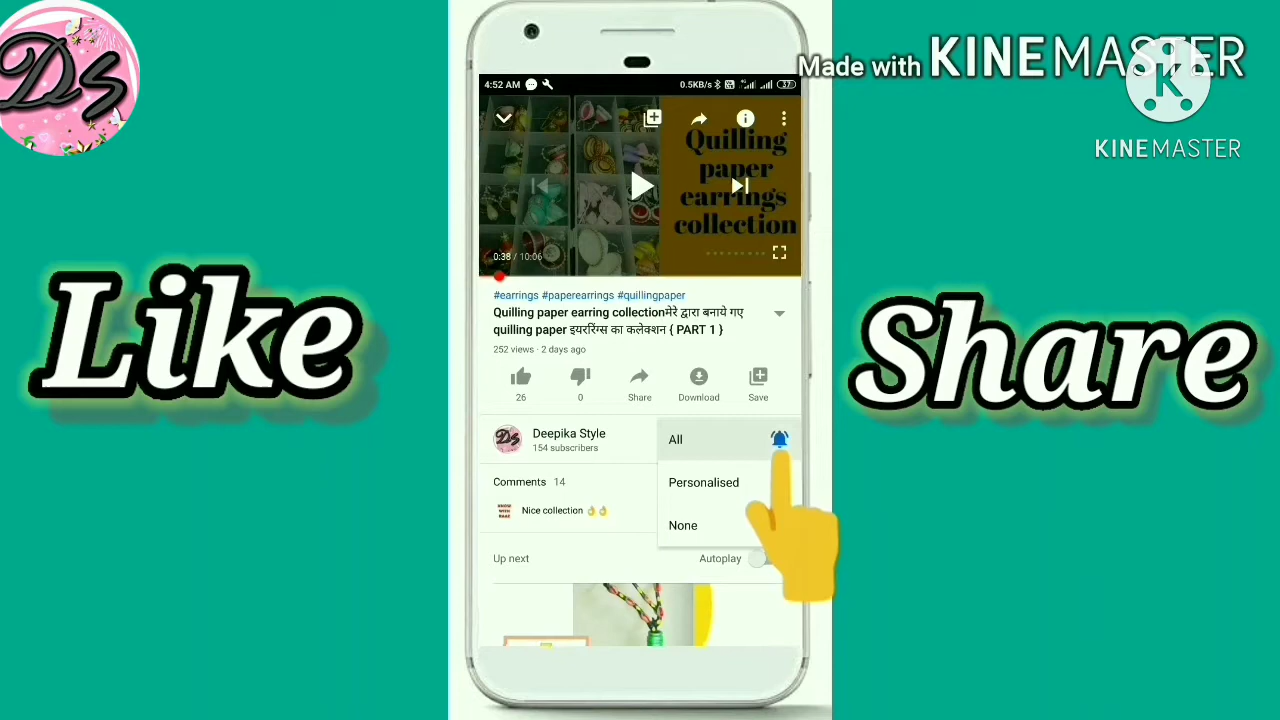 Ds
Made with KINEMASTER
K
KINEMASTER
4:52 AM
0.5KB/s
37
Quilling
paper
earrings
collection
0:38 / 10:06
#earrings #paperearrings #quillingpaper
Quilling paper earring collectionमेरे द्वारा बनाये गए
quilling paper इयररिंग्स का कलेक्शन { PART 1 }
252 views · 2 days ago
26
0
Share
Download
Save
Like
Share
Ds
Deepika Style
154 subscribers
All
Personalised
None
Comments 14
Nice collection 👌👌
Up next
Autoplay